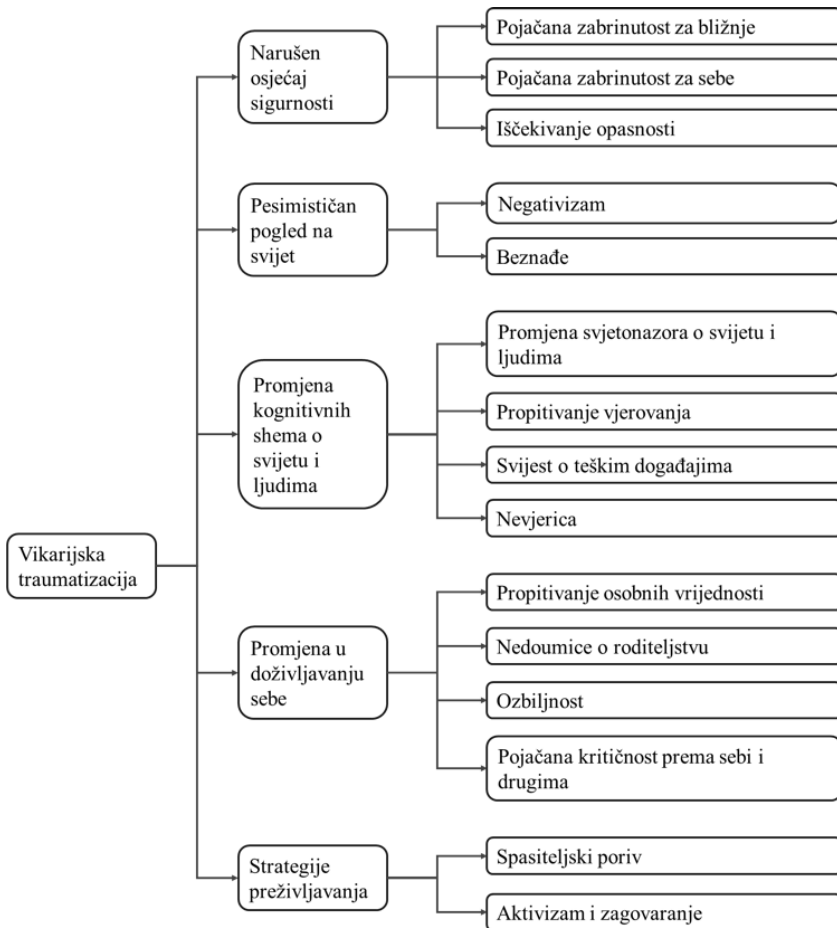 Vikarijska
traumatizacija
Narušen
osjećaj
sigurnosti
Pojačana zabrinutost za bližnje
Pojačana zabrinutost za sebe
Iščekivanje opasnosti
Pesimističan
pogled na
svijet
Negativizam
Beznađe
Promjena
kognitivnih
shema o
svijetu i
ljudima
Promjena svjetonazora o svijetu i
ljudima
Propitivanje vjerovanja
Svijest o teškim događajima
Nevjerica
Promjena u
doživljavanju
sebe
Propitivanje osobnih vrijednosti
Nedoumice o roditeljstvu
Ozbiljnost
Pojačana kritičnost prema sebi i
drugima
Strategije
preživljavanja
Spasiteljski poriv
Aktivizam i zagovaranje